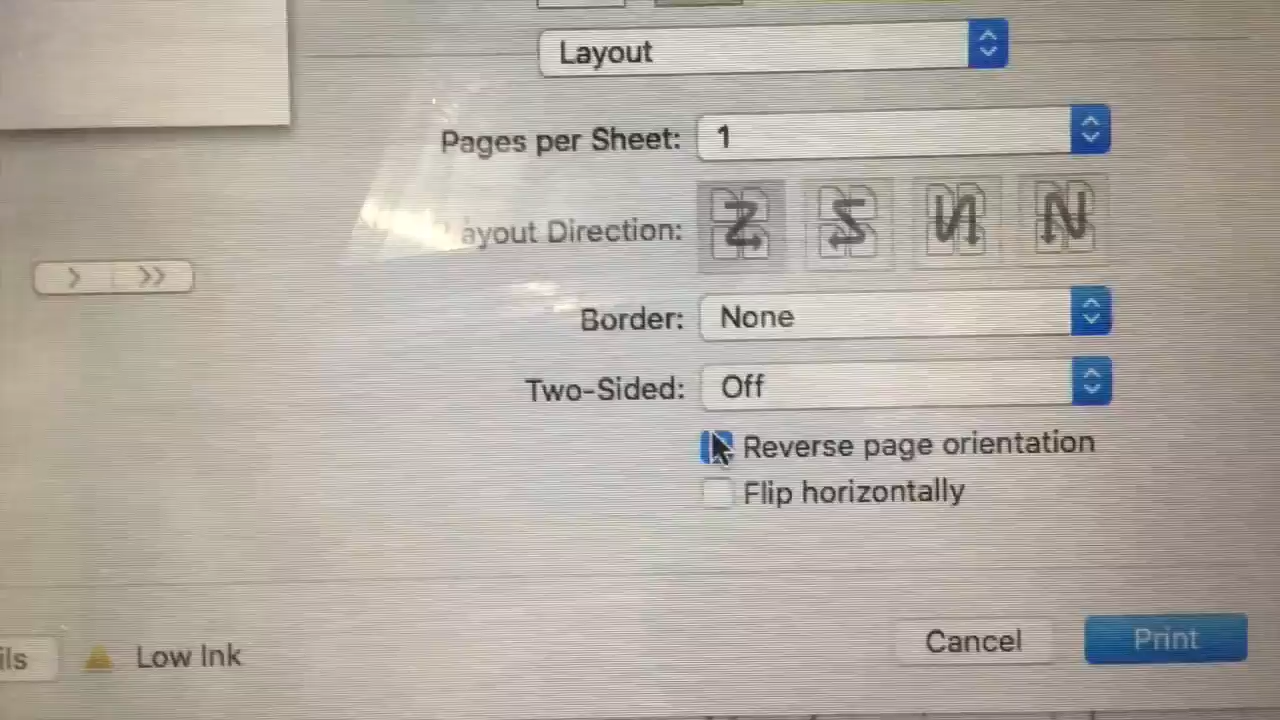 Layout
Pages per Sheet: 1
ayout Direction:
Border: None
Two-Sided: Off
Reverse page orientation
Flip horizontally
ils
Low Ink
Cancel
Print